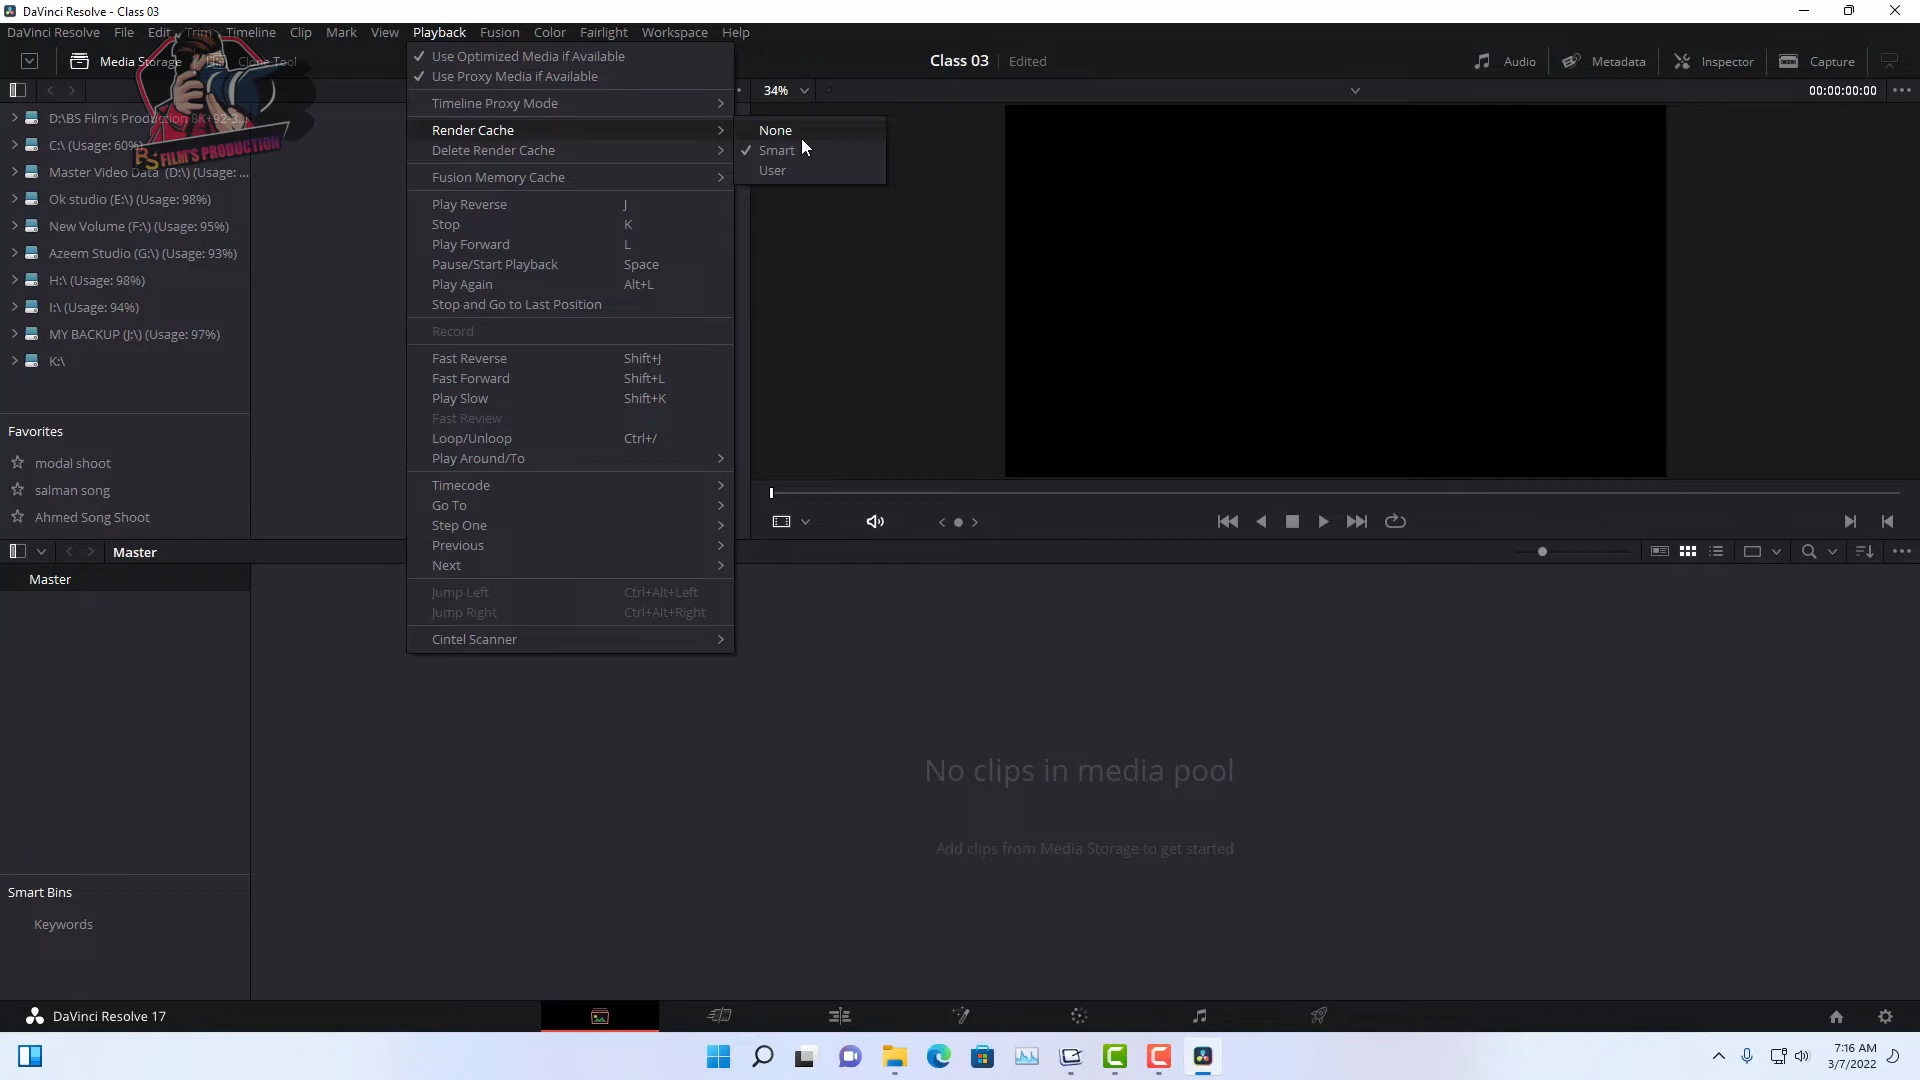 DaVinci Resolve - Class 03
DaVinci Resolve File Edit Trim Timeline Clip Mark View Playback Fusion Color Fairlight Workspace Help
Media Storage Clone Tool
Class 03 Edited
Audio Metadata Inspector Capture
34% 00:00:00:00
D:\BS Film's Production 8K+92-3...
C:\ (Usage: 60%)
Master Video Data (D:\) (Usage: ...
Ok studio (E:\) (Usage: 98%)
New Volume (F:\) (Usage: 95%)
Azeem Studio (G:\) (Usage: 93%)
H:\ (Usage: 98%)
I:\ (Usage: 94%)
MY BACKUP (J:\) (Usage: 97%)
K:\
BS FILM'S PRODUCTION
Favorites
modal shoot
salman song
Ahmed Song Shoot
Use Optimized Media if Available
Use Proxy Media if Available
Timeline Proxy Mode
Render Cache
Delete Render Cache
Fusion Memory Cache
Play Reverse J
Stop K
Play Forward L
Pause/Start Playback Space
Play Again Alt+L
Stop and Go to Last Position
Record
Fast Reverse Shift+J
Fast Forward Shift+L
Play Slow Shift+K
Fast Review
Loop/Unloop Ctrl+/
Play Around/To
Timecode
Go To
Step One
Previous
Next
Jump Left Ctrl+Alt+Left
Jump Right Ctrl+Alt+Right
Cintel Scanner
None
Smart
User
Master
Master
No clips in media pool
Add clips from Media Storage to get started
Smart Bins
Keywords
DaVinci Resolve 17
7:16 AM
3/7/2022